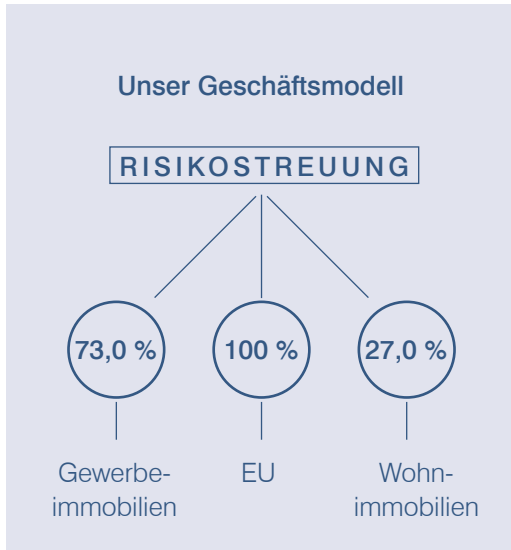 Unser Geschäftsmodell
RISIKOSTREUUNG
73,0 %
100 %
27,0 %
Gewerbe-
immobilien
EU
Wohn-
immobilien